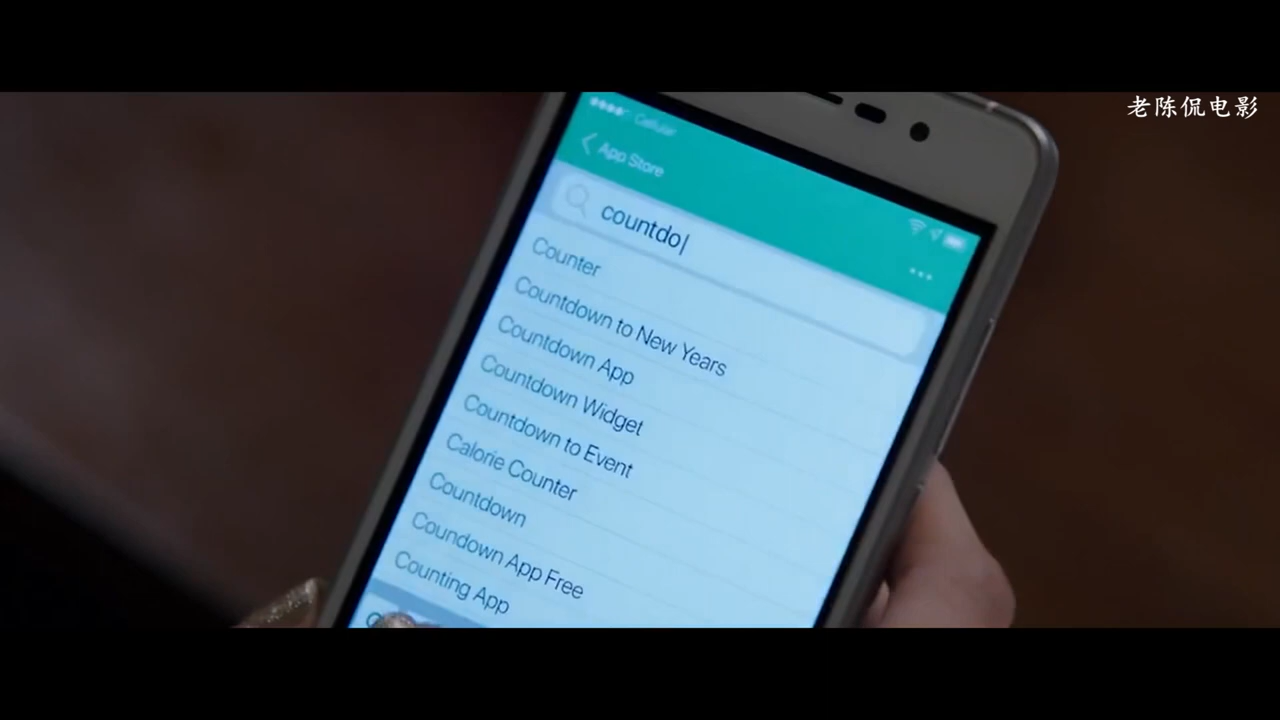 老陈侃电影
Cellular
App Store
countdo
Counter
Countdown to New Years
Countdown App
Countdown Widget
Countdown to Event
Calorie Counter
Countdown
Coundown App Free
Counting App